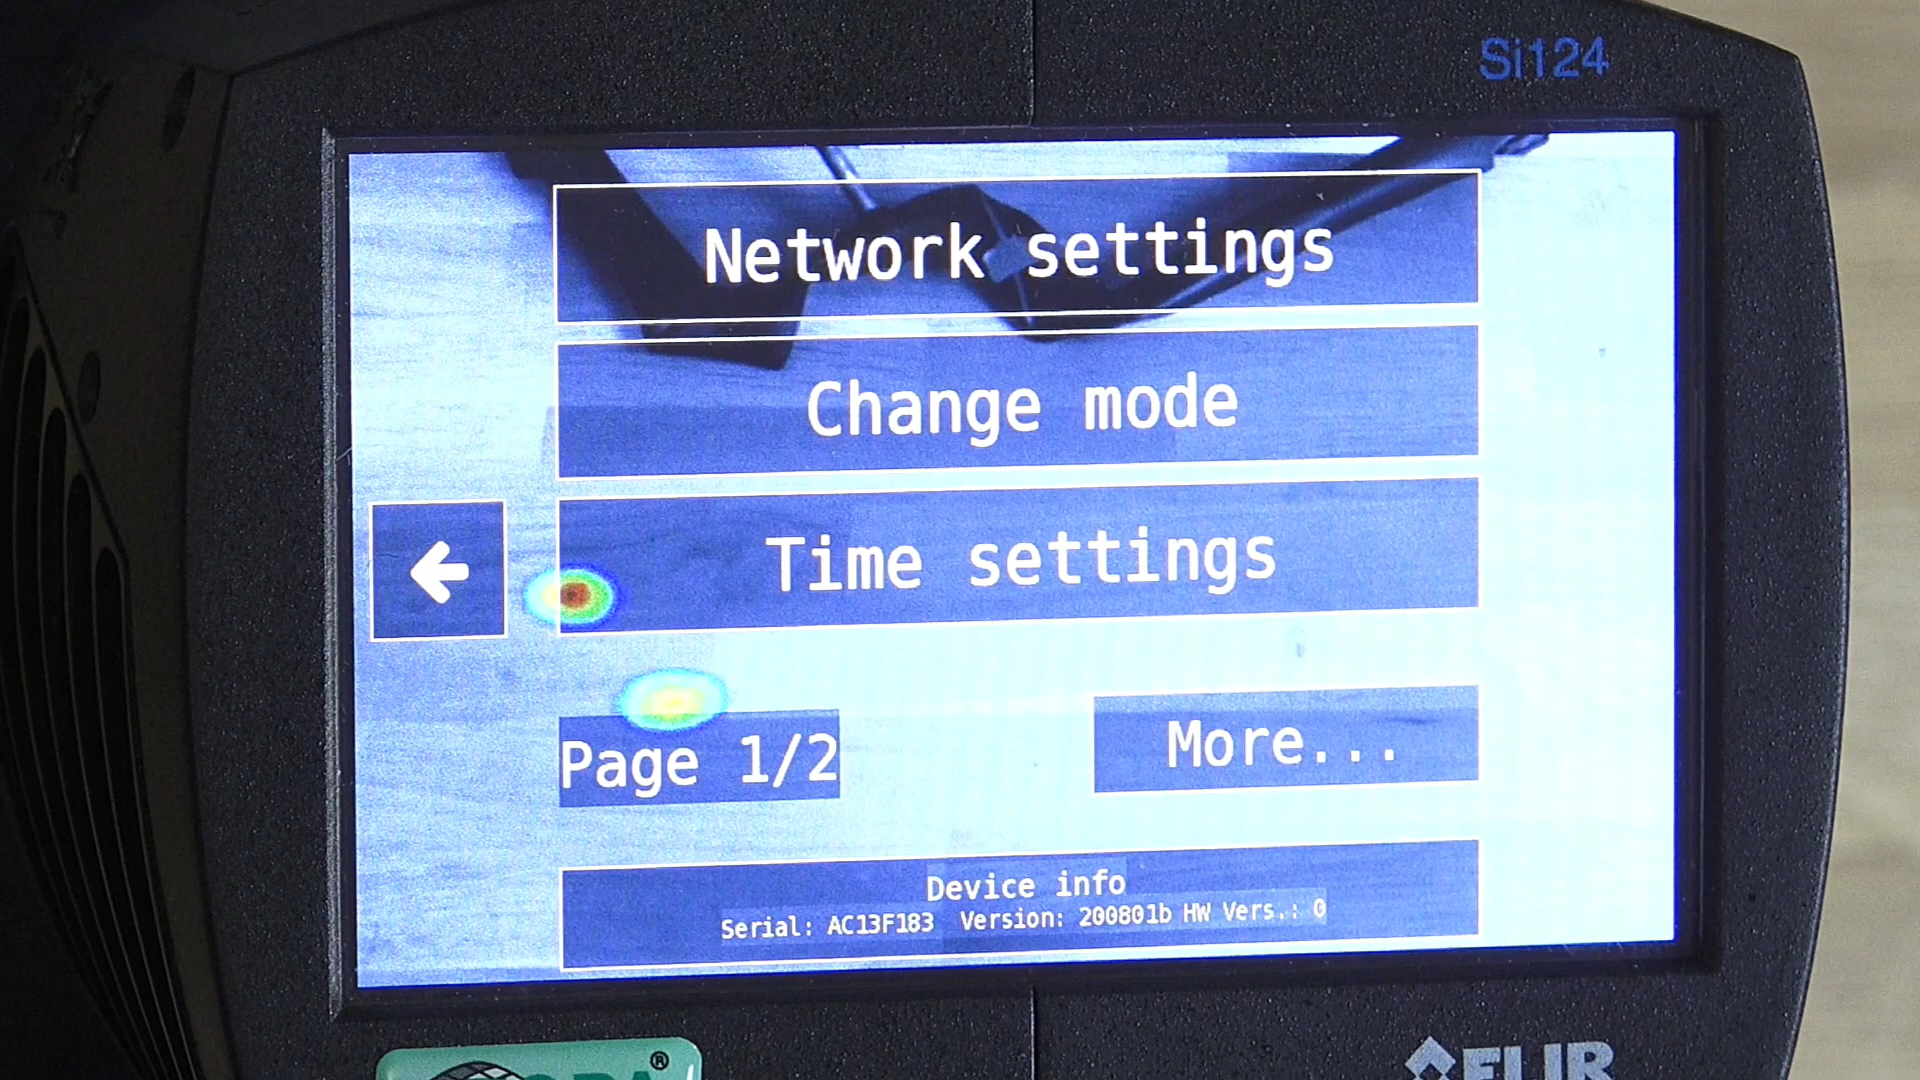 Si124
Network settings
Change mode
Time settings
Page 1/2
More...
Device info
Serial: AC13F183 Version: 200801b HW Vers.: 0
FLIR